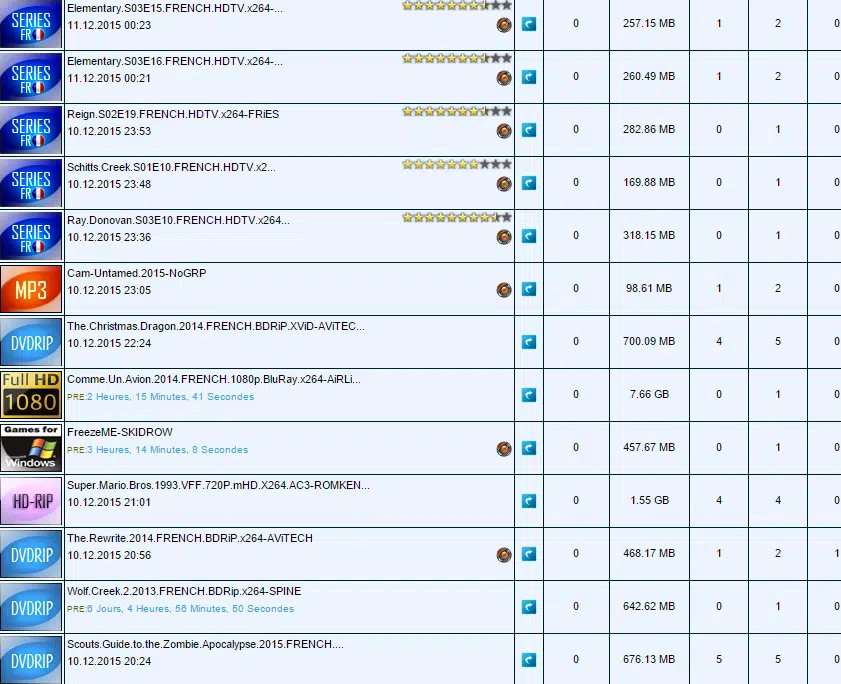 SERIES
FR
Elementary.S03E15.FRENCH.HDTV.x264-...
11.12.2015 00:23
0
257.15 MB
1
2
0
SERIES
FR
Elementary.S03E16.FRENCH.HDTV.x264-...
11.12.2015 00:21
0
260.49 MB
1
2
0
SERIES
FR
Reign.S02E19.FRENCH.HDTV.x264-FRiES
10.12.2015 23:53
0
282.86 MB
0
1
0
SERIES
FR
Schitts.Creek.S01E10.FRENCH.HDTV.x2...
10.12.2015 23:48
0
169.88 MB
0
1
0
SERIES
FR
Ray.Donovan.S03E10.FRENCH.HDTV.x264...
10.12.2015 23:36
0
318.15 MB
0
1
0
MP3
Cam-Untamed.2015-NoGRP
10.12.2015 23:05
0
98.61 MB
1
2
0
DVDRIP
The.Christmas.Dragon.2014.FRENCH.BDRiP.XViD-AViTEC...
10.12.2015 22:24
0
700.09 MB
4
5
0
Full HD
1080
Comme.Un.Avion.2014.FRENCH.1080p.BluRay.x264-AiRLi...
PRE:2 Heures, 15 Minutes, 41 Secondes
0
7.66 GB
0
1
0
Games for
Windows
FreezeME-SKIDROW
PRE:3 Heures, 14 Minutes, 8 Secondes
0
457.67 MB
0
1
0
HD-RIP
Super.Mario.Bros.1993.VFF.720P.mHD.X264.AC3-ROMKEN...
10.12.2015 21:01
0
1.55 GB
4
4
0
DVDRIP
The.Rewrite.2014.FRENCH.BDRiP.x264-AViTECH
10.12.2015 20:56
0
468.17 MB
1
2
1
DVDRIP
Wolf.Creek.2.2013.FRENCH.BDRip.x264-SPINE
PRE:6 Jours, 4 Heures, 56 Minutes, 50 Secondes
0
642.62 MB
0
1
0
DVDRIP
Scouts.Guide.to.the.Zombie.Apocalypse.2015.FRENCH....
10.12.2015 20:24
0
676.13 MB
5
5
0